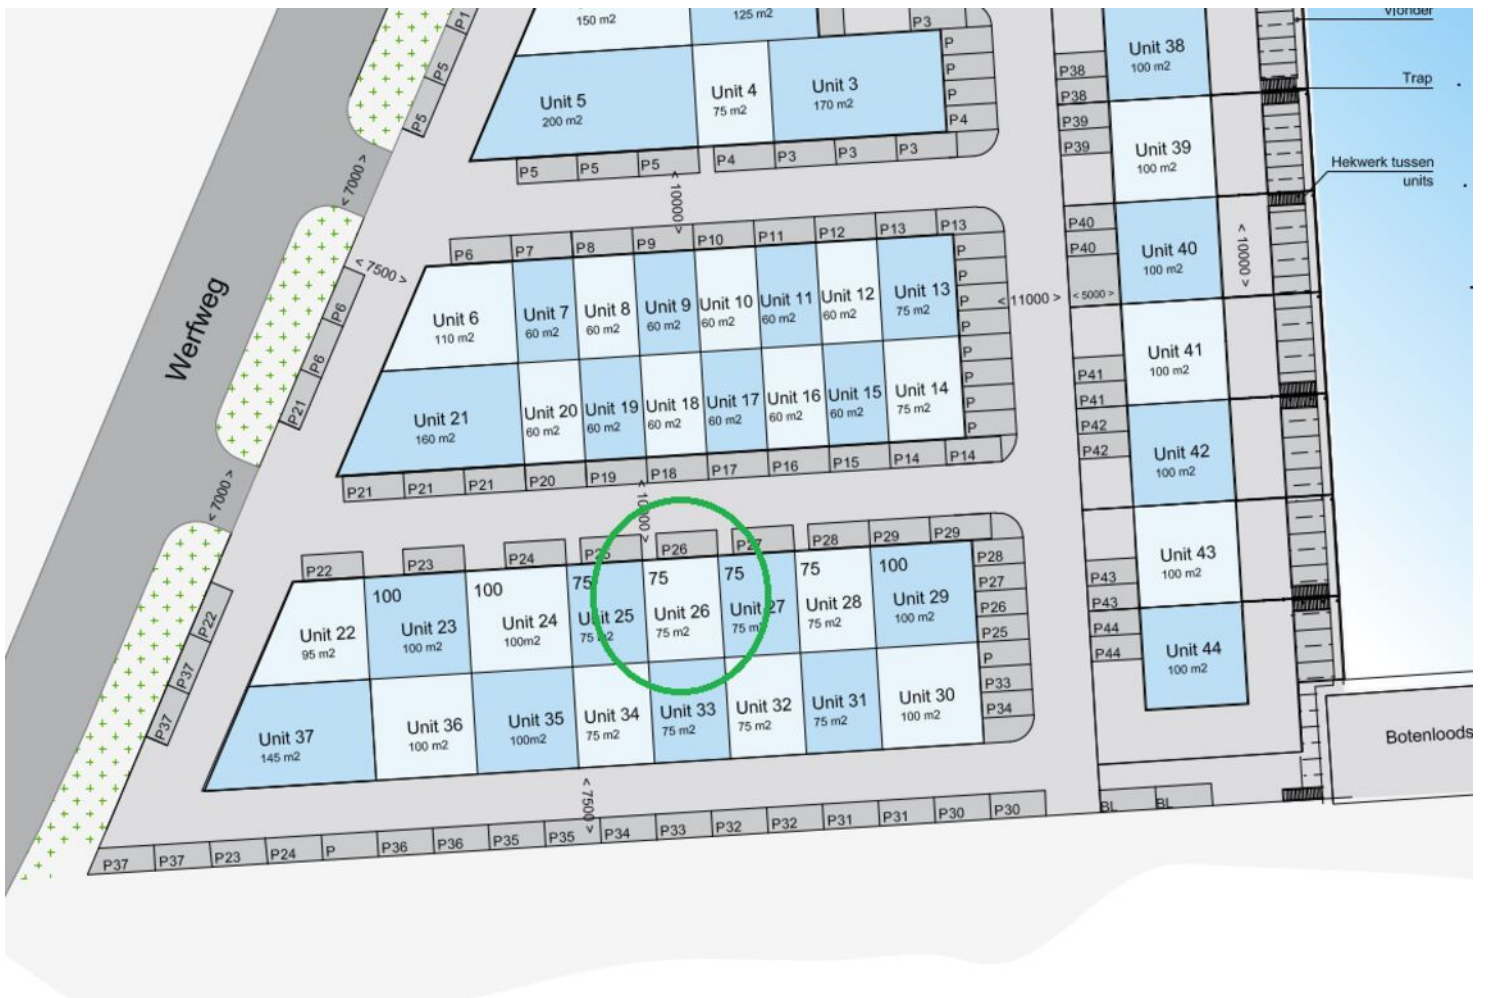 150 m2
125 m2
P3
P1
P5
P5
Unit 5
200 m2
Unit 4
75 m2
Unit 3
170 m2
P
P
P
P4
P5
P5
P5
P4
P3
P3
P3
< 7000 >
< 10000 >
Unit 38
100 m2
P38
P38
P39
P39
Unit 39
100 m2
Vlonder
Trap
Hekwerk tussen
units
P40
P40
Unit 40
100 m2
< 10000 >
< 11000 >
< 5000 >
Werfweg
< 7500 >
P6
P6
P21
P6
P7
P8
P9
P10
P11
P12
P13
P13
Unit 6
110 m2
Unit 7
60 m2
Unit 8
60 m2
Unit 9
60 m2
Unit 10
60 m2
Unit 11
60 m2
Unit 12
60 m2
Unit 13
75 m2
P
P
P
P
P
P
P
P
Unit 21
160 m2
Unit 20
60 m2
Unit 19
60 m2
Unit 18
60 m2
Unit 17
60 m2
Unit 16
60 m2
Unit 15
60 m2
Unit 14
75 m2
P21
P21
P21
P20
P19
P18
P17
P16
P15
P14
P14
Unit 41
100 m2
P41
P41
P42
P42
Unit 42
100 m2
< 7000 >
< 10000 >
P22
P23
P24
P25
P26
P27
P28
P29
P29
Unit 22
95 m2
100
Unit 23
100 m2
100
Unit 24
100m2
75
Unit 25
75 m2
75
Unit 26
75 m2
75
Unit 27
75 m2
75
Unit 28
75 m2
100
Unit 29
100 m2
P28
P27
P26
P25
P
P33
P34
P22
P37
P37
Unit 43
100 m2
P43
P43
P44
P44
Unit 44
100 m2
Unit 37
145 m2
Unit 36
100 m2
Unit 35
100m2
Unit 34
75 m2
Unit 33
75 m2
Unit 32
75 m2
Unit 31
75 m2
Unit 30
100 m2
Botenloods
< 7500 >
P37
P37
P23
P24
P
P36
P36
P35
P35
P34
P33
P32
P32
P31
P31
P30
P30
BL
BL